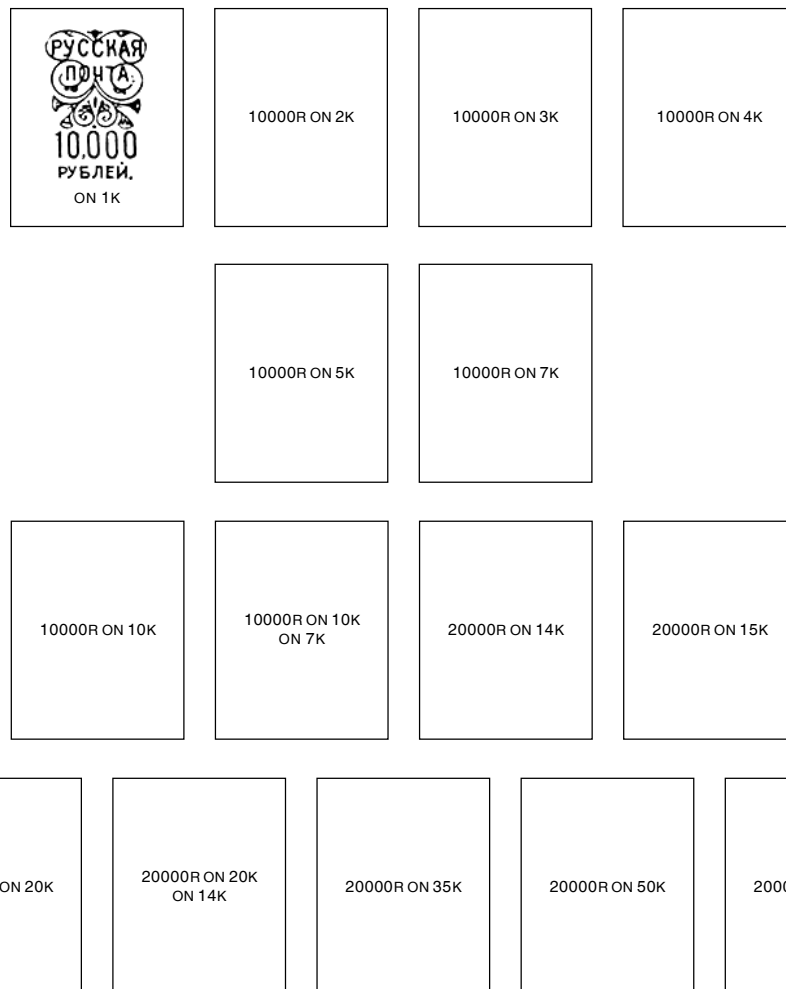 РУССКАЯ
ПОЧТА.
10.000
РУБЛЕЙ.
ON 1K
10000R ON 2K
10000R ON 3K
10000R ON 4K
10000R ON 5K
10000R ON 7K
10000R ON 10K
10000R ON 10K
ON 7K
20000R ON 14K
20000R ON 15K
ON 20K
20000R ON 20K
ON 14K
20000R ON 35K
20000R ON 50K